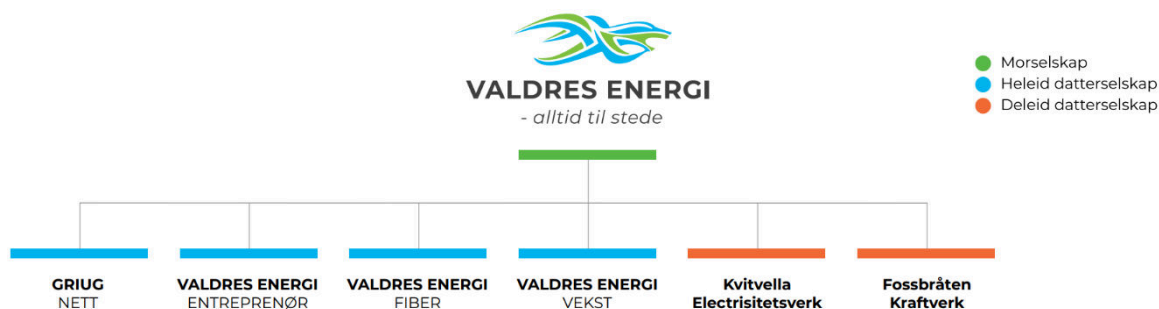 VALDRES ENERGI
- alltid til stede
Morselskap
Heleid datterselskap
Deleid datterselskap
GRIUG
NETT
VALDRES ENERGI
ENTREPRENØR
VALDRES ENERGI
FIBER
VALDRES ENERGI
VEKST
Kvitvella
Electrisitetsverk
Fossbråten
Kraftverk